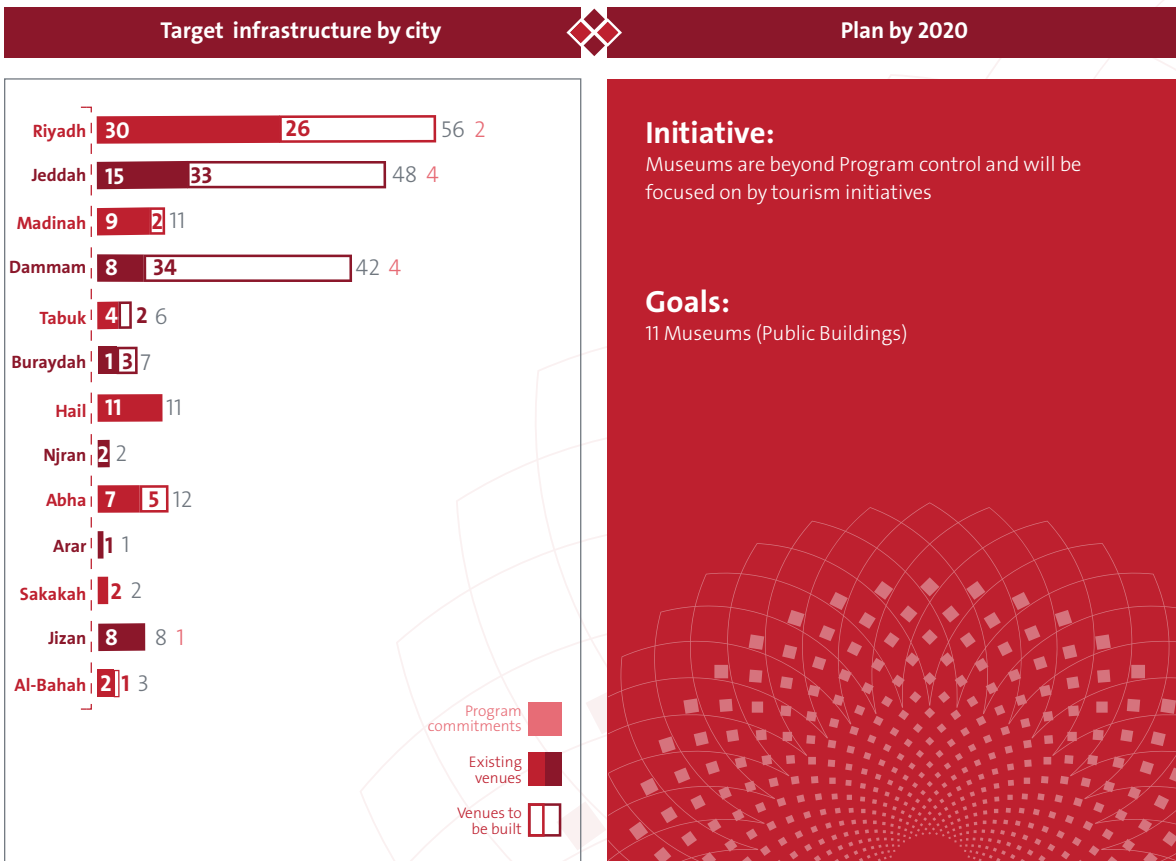 Target infrastructure by city
Plan by 2020
Riyadh 30 26 56 2
Jeddah 15 33 48 4
Madinah 9 2 11
Dammam 8 34 42 4
Tabuk 4 2 6
Buraydah 1 3 7
Hail 11 11
Njran 2 2
Abha 7 5 12
Arar 1 1
Sakakah 2 2
Jizan 8 8 1
Al-Bahah 2 1 3
Program
commitments
Existing
venues
Venues to
be built
Initiative:
Museums are beyond Program control and will be
focused on by tourism initiatives
Goals:
11 Museums (Public Buildings)